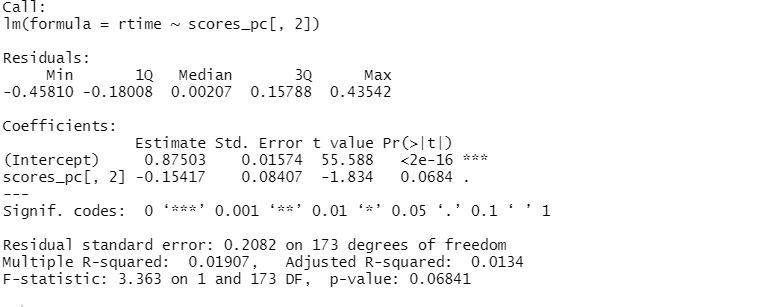 Call:
lm(formula = rtime ~ scores_pc[, 2])
Residuals:
Min 1Q Median 3Q Max
-0.45810 -0.18008 0.00207 0.15788 0.43542
Coefficients:
Estimate Std. Error t value Pr(>|t|)
(Intercept) 0.87503 0.01574 55.588 <2e-16 ***
scores_pc[, 2] -0.15417 0.08407 -1.834 0.0684 .
---
Signif. codes: 0 ‘***’ 0.001 ‘**’ 0.01 ‘*’ 0.05 ‘.’ 0.1 ‘ ’ 1
Residual standard error: 0.2082 on 173 degrees of freedom
Multiple R-squared: 0.01907, Adjusted R-squared: 0.0134
F-statistic: 3.363 on 1 and 173 DF, p-value: 0.06841